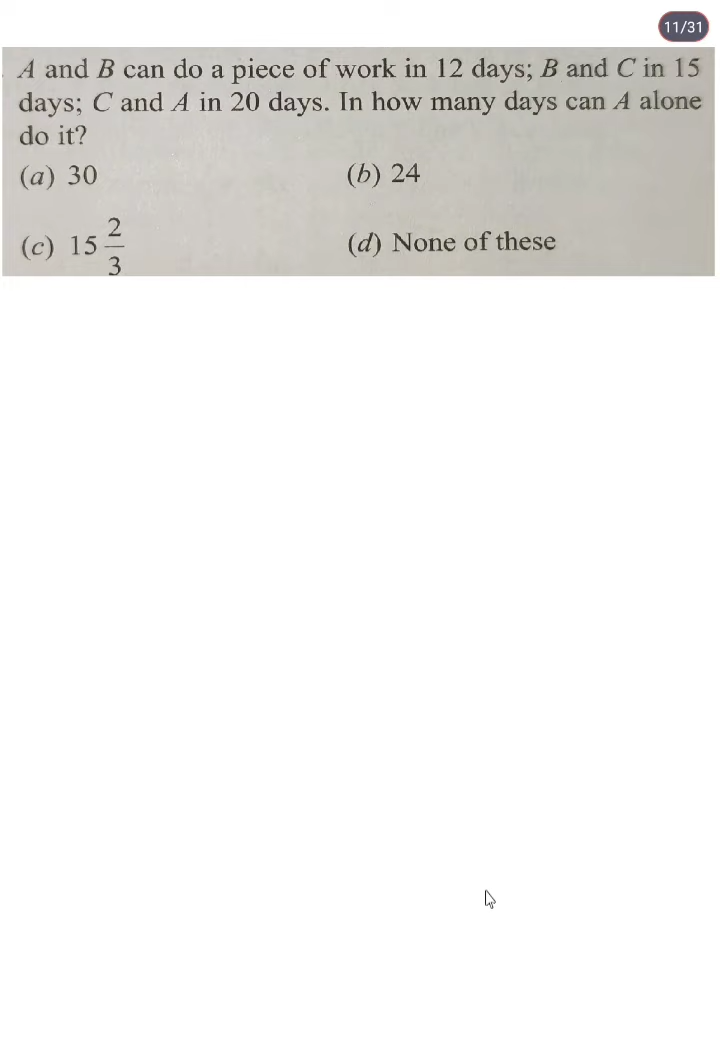 11/31
A and B can do a piece of work in 12 days; B and C in 15
days; C and A in 20 days. In how many days can A alone
do it?
(a) 30 (b) 24
(c) 15 2/3 (d) None of these